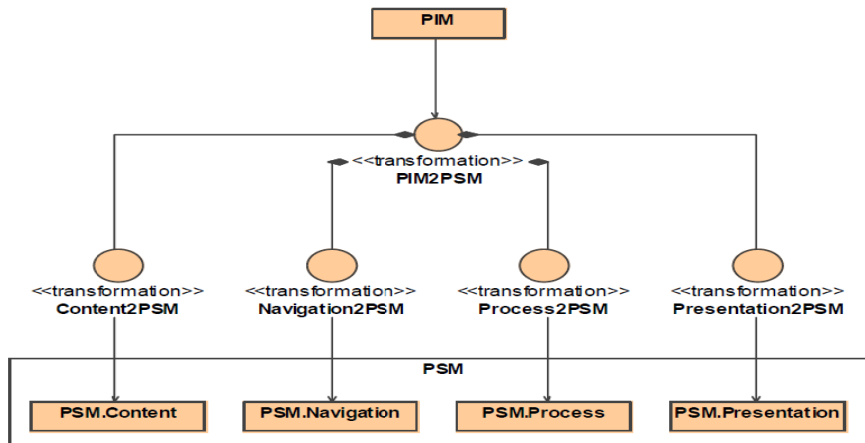 PIM
<<transformation>>
PIM2PSM
<<transformation>>
Content2PSM
<<transformation>>
Navigation2PSM
<<transformation>>
Process2PSM
<<transformation>>
Presentation2PSM
PSM
PSM.Content
PSM.Navigation
PSM.Process
PSM.Presentation